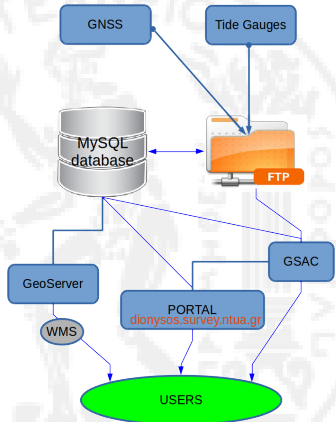 GNSS
Tide Gauges
MySQL
database
FTP
GSAC
GeoServer
PORTAL
dionysos.survey.ntua.gr
WMS
USERS